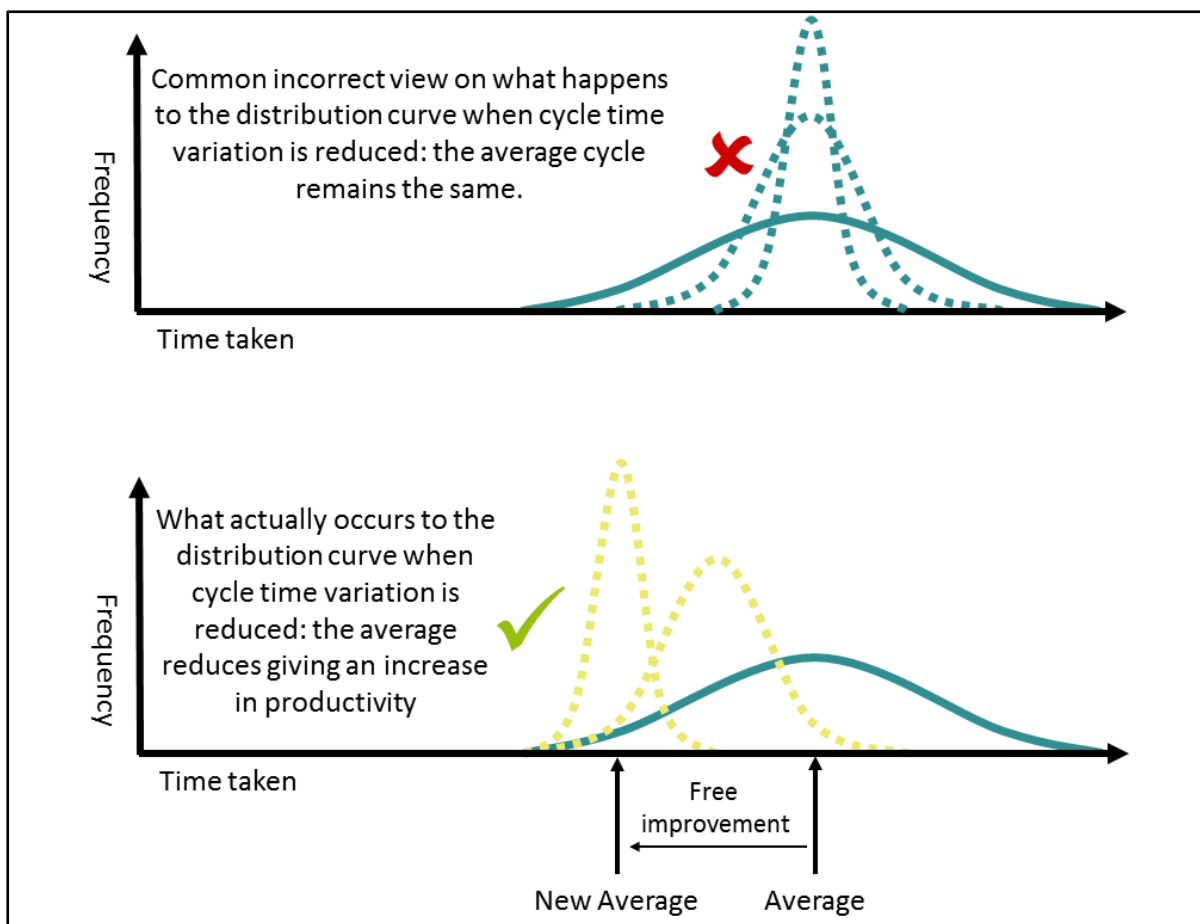 Common incorrect view on what happens
to the distribution curve when cycle time
variation is reduced: the average cycle
remains the same.
Frequency
Time taken
What actually occurs to the
distribution curve when
cycle time variation is
reduced: the average
reduces giving an increase
in productivity
Frequency
Time taken
Free
improvement
New Average
Average